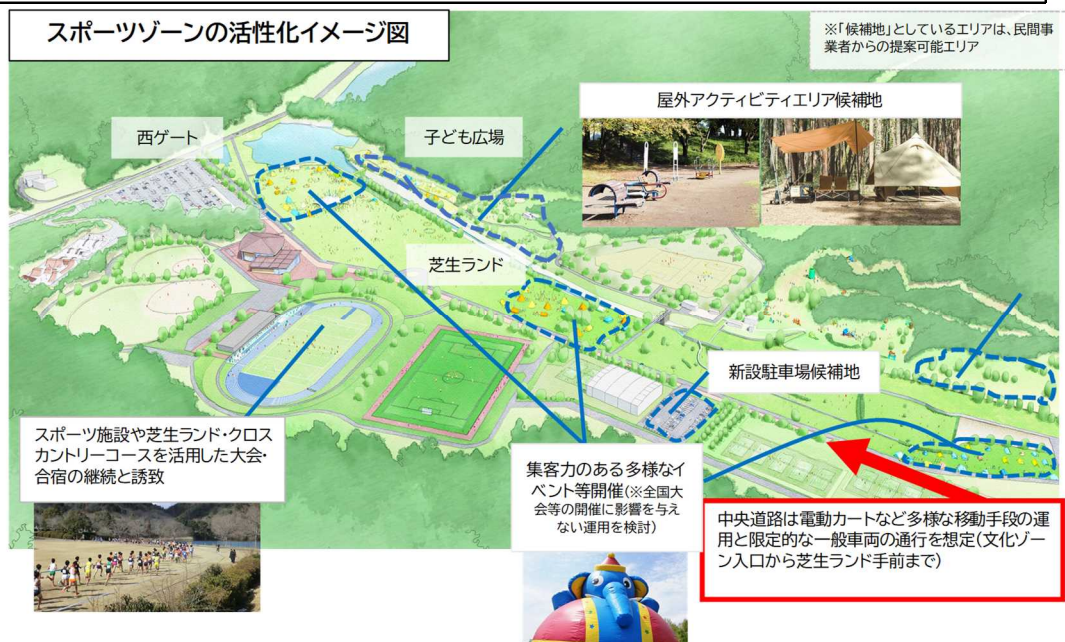 スポーツゾーンの活性化イメージ図
※「候補地」としているエリアは、民間事
業者からの提案可能エリア
屋外アクティビティエリア候補地
西ゲート
子ども広場
芝生ランド
新設駐車場候補地
スポーツ施設や芝生ランド・クロス
カントリーコースを活用した大会・
合宿の継続と誘致
集客力のある多様なイ
ベント等開催(※全国大
会等の開催に影響を与え
ない運用を検討)
中央道路は電動カートなど多様な移動手段の運
用と限定的な一般車両の通行を想定(文化ゾー
ン入口から芝生ランド手前まで)